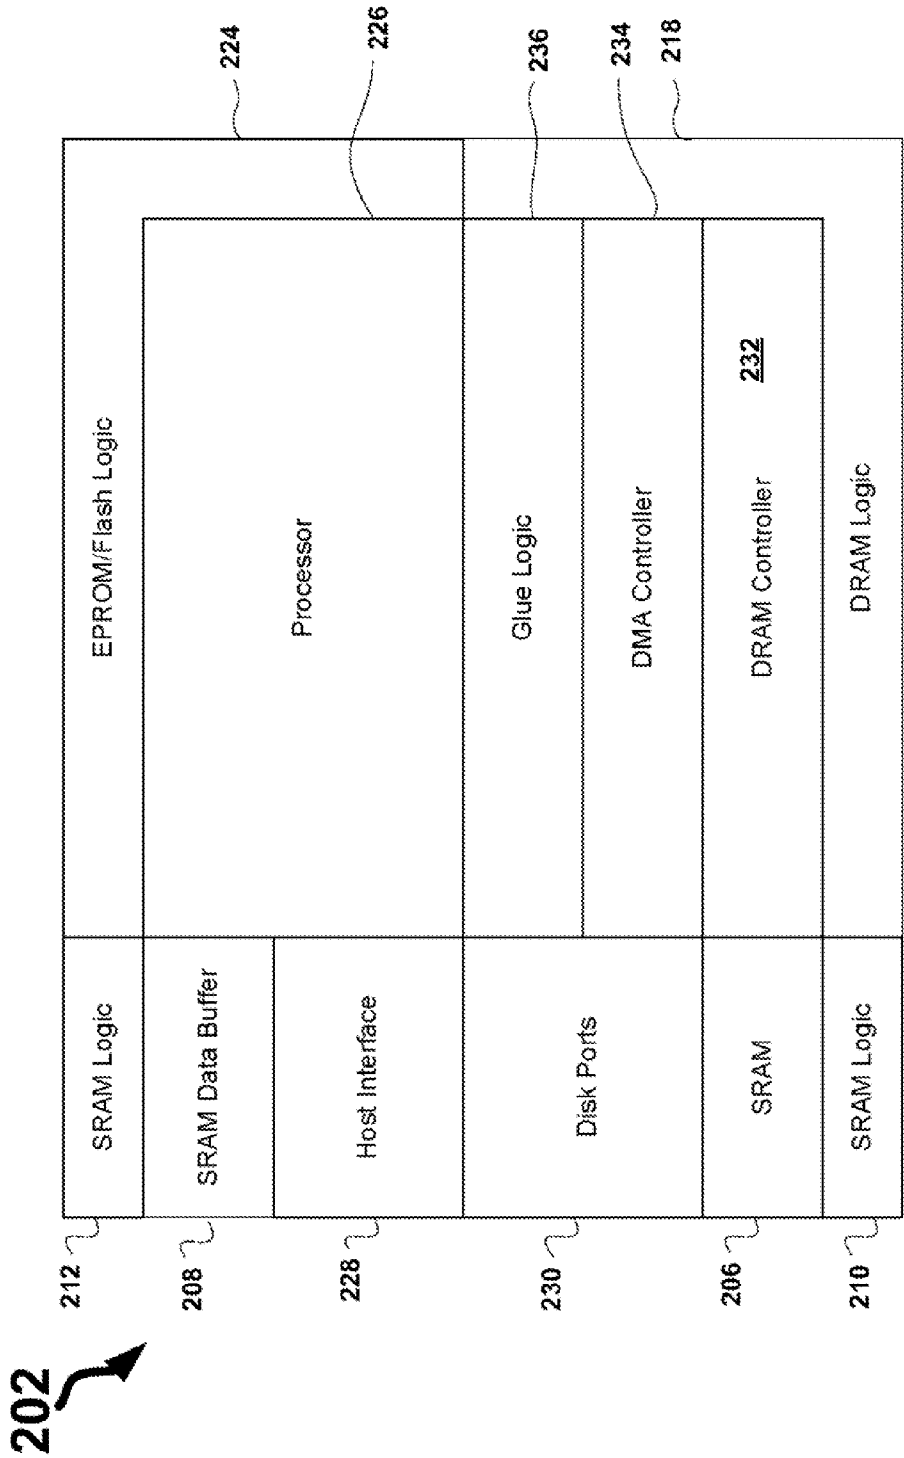 202
212
SRAM Logic
EPROM/Flash Logic
224
208
SRAM Data Buffer
228
Host Interface
Processor
226
230
Disk Ports
Glue Logic
236
DMA Controller
234
206
SRAM
DRAM Controller
232
210
SRAM Logic
DRAM Logic
218